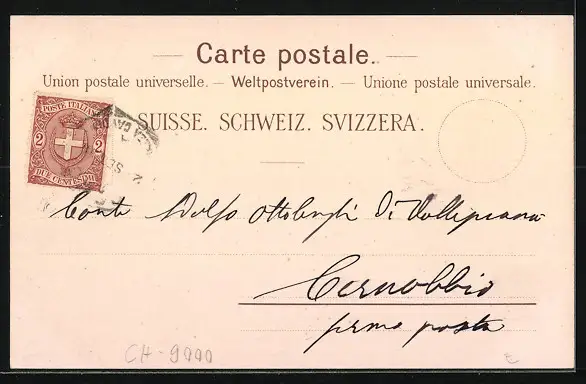 Carte postale.
Union postale universelle. — Weltpostverein. — Unione postale universale.
SUISSE. SCHWEIZ. SVIZZERA.
POSTE ITALIANE
2 2
DUE CENTESIMI
Conte Adolfo Ottolenghi Di Vallepiana
Cernobbio
fermo posta
CH-9990